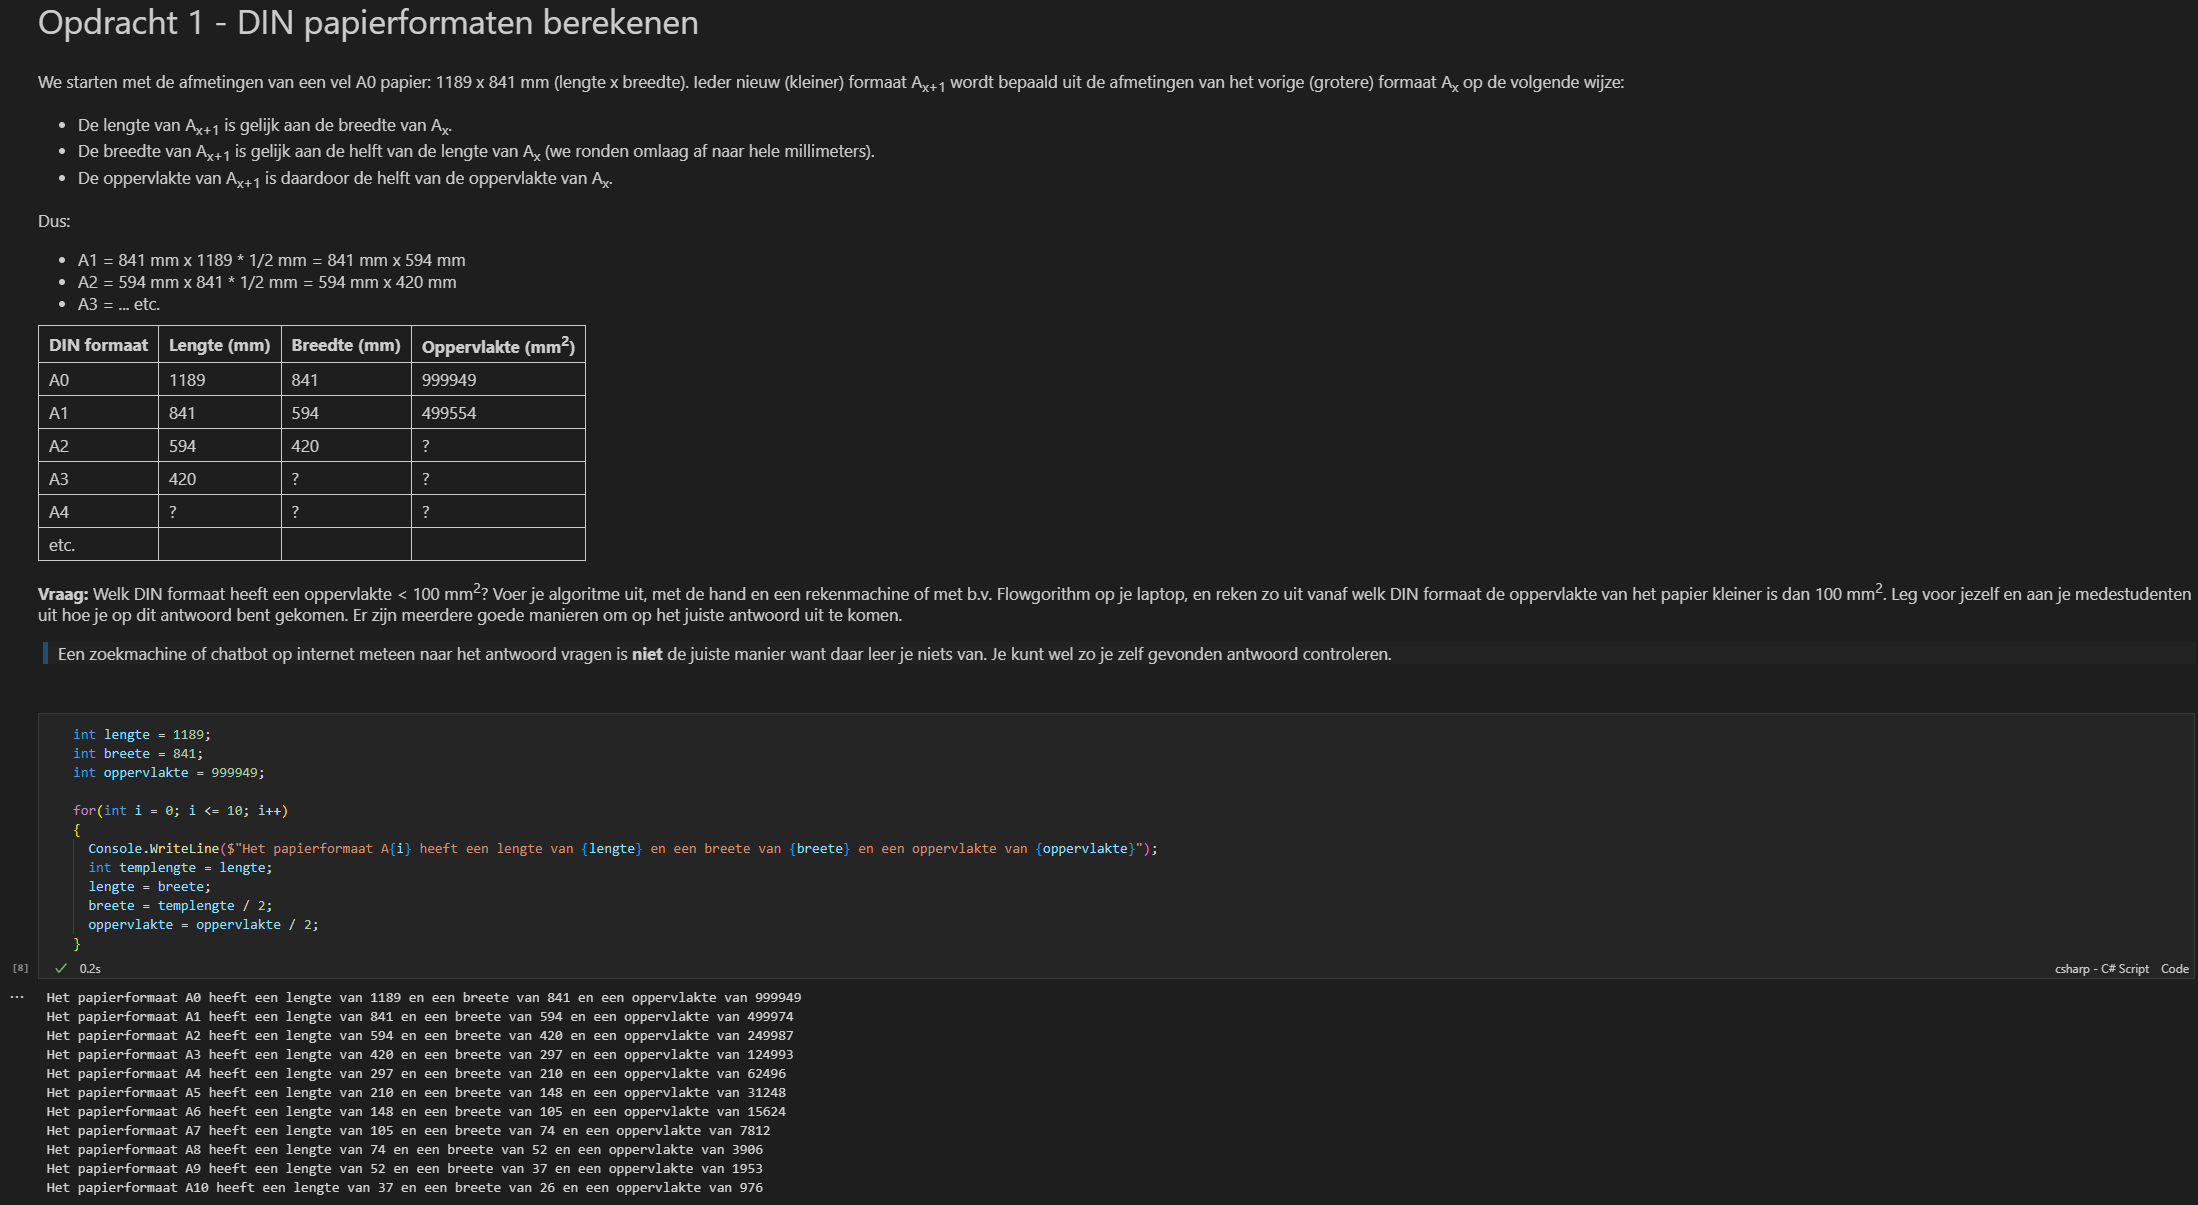 Opdracht 1 - DIN papierformaten berekenen
We starten met de afmetingen van een vel A0 papier: 1189 x 841 mm (lengte x breedte). Ieder nieuw (kleiner) formaat Ax+1 wordt bepaald uit de afmetingen van het vorige (grotere) formaat Ax op de volgende wijze:
• De lengte van Ax+1 is gelijk aan de breedte van Ax.
• De breedte van Ax+1 is gelijk aan de helft van de lengte van Ax (we ronden omlaag af naar hele millimeters).
• De oppervlakte van Ax+1 is daardoor de helft van de oppervlakte van Ax.
Dus:
• A1 = 841 mm x 1189 * 1/2 mm = 841 mm x 594 mm
• A2 = 594 mm x 841 * 1/2 mm = 594 mm x 420 mm
• A3 = ... etc.
DIN formaat Lengte (mm) Breedte (mm) Oppervlakte (mm2)
A0 1189 841 999949
A1 841 594 499554
A2 594 420 ?
A3 420 ? ?
A4 ? ? ?
etc.
Vraag: Welk DIN formaat heeft een oppervlakte < 100 mm2? Voer je algoritme uit, met de hand en een rekenmachine of met b.v. Flowgorithm op je laptop, en reken zo uit vanaf welk DIN formaat de oppervlakte van het papier kleiner is dan 100 mm2. Leg voor jezelf en aan je medestudenten
uit hoe je op dit antwoord bent gekomen. Er zijn meerdere goede manieren om op het juiste antwoord uit te komen.
Een zoekmachine of chatbot op internet meteen naar het antwoord vragen is niet de juiste manier want daar leer je niets van. Je kunt wel zo je zelf gevonden antwoord controleren.
int lengte = 1189;
int breete = 841;
int oppervlakte = 999949;
for(int i = 0; i <= 10; i++)
{
Console.WriteLine($"Het papierformaat A{i} heeft een lengte van {lengte} en een breete van {breete} en een oppervlakte van {oppervlakte}");
int templengte = lengte;
lengte = breete;
breete = templengte / 2;
oppervlakte = oppervlakte / 2;
}
[8] ✓ 0.2s csharp - C# Script Code
... Het papierformaat A0 heeft een lengte van 1189 en een breete van 841 en een oppervlakte van 999949
Het papierformaat A1 heeft een lengte van 841 en een breete van 594 en een oppervlakte van 499974
Het papierformaat A2 heeft een lengte van 594 en een breete van 420 en een oppervlakte van 249987
Het papierformaat A3 heeft een lengte van 420 en een breete van 297 en een oppervlakte van 124993
Het papierformaat A4 heeft een lengte van 297 en een breete van 210 en een oppervlakte van 62496
Het papierformaat A5 heeft een lengte van 210 en een breete van 148 en een oppervlakte van 31248
Het papierformaat A6 heeft een lengte van 148 en een breete van 105 en een oppervlakte van 15624
Het papierformaat A7 heeft een lengte van 105 en een breete van 74 en een oppervlakte van 7812
Het papierformaat A8 heeft een lengte van 74 en een breete van 52 en een oppervlakte van 3906
Het papierformaat A9 heeft een lengte van 52 en een breete van 37 en een oppervlakte van 1953
Het papierformaat A10 heeft een lengte van 37 en een breete van 26 en een oppervlakte van 976